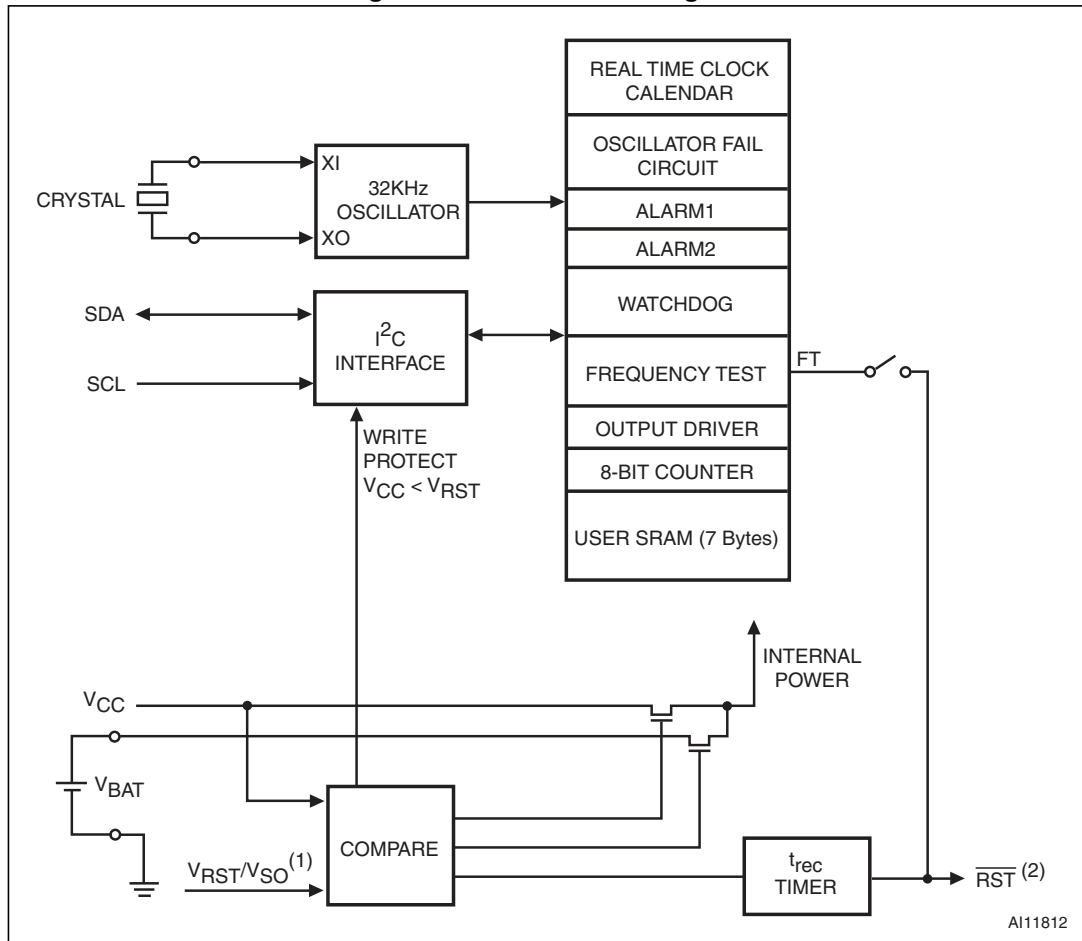 REAL TIME CLOCK
CALENDAR
OSCILLATOR FAIL
CIRCUIT
ALARM1
ALARM2
WATCHDOG
FREQUENCY TEST
OUTPUT DRIVER
8-BIT COUNTER
USER SRAM (7 Bytes)
CRYSTAL
XI
32KHz
OSCILLATOR
XO
SDA
SCL
I2C
INTERFACE
FT
WRITE
PROTECT
VCC < VRST
INTERNAL
POWER
VCC
VBAT
VRST/VSO(1)
COMPARE
trec
TIMER
RST (2)
AI11812